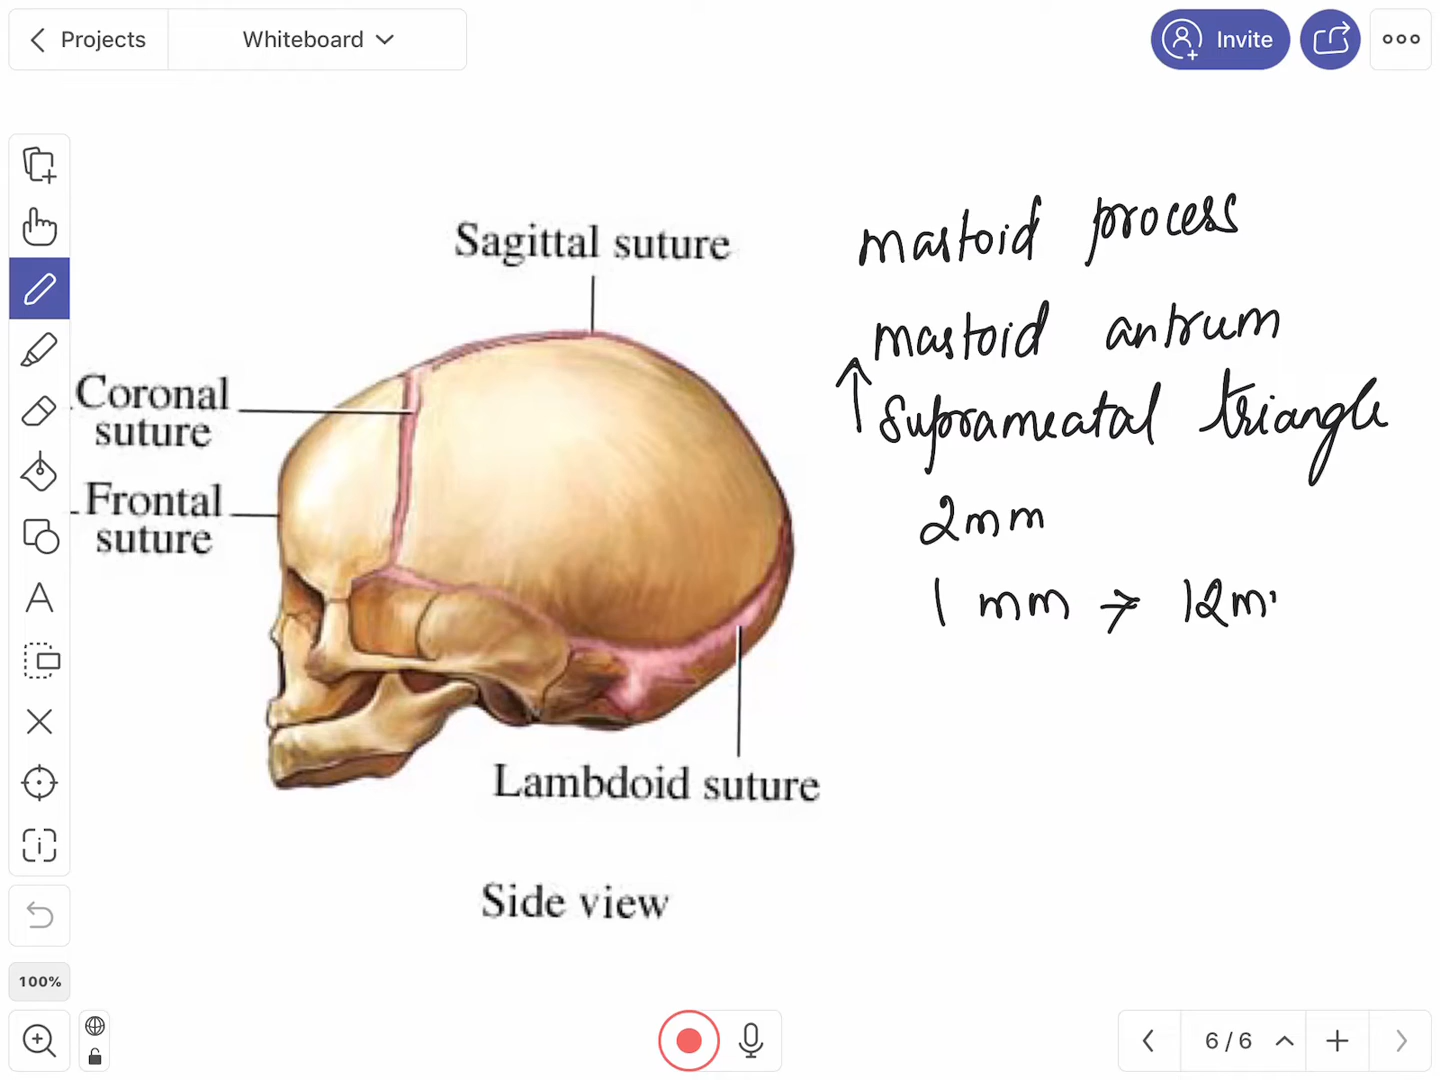 Projects
Whiteboard
Invite
Sagittal suture
Coronal
suture
Frontal
suture
Lambdoid suture
Side view
mastoid process
mastoid antrum
↑ suprameatal triangle
2mm
1 mm → 12m
A
100%
6 / 6